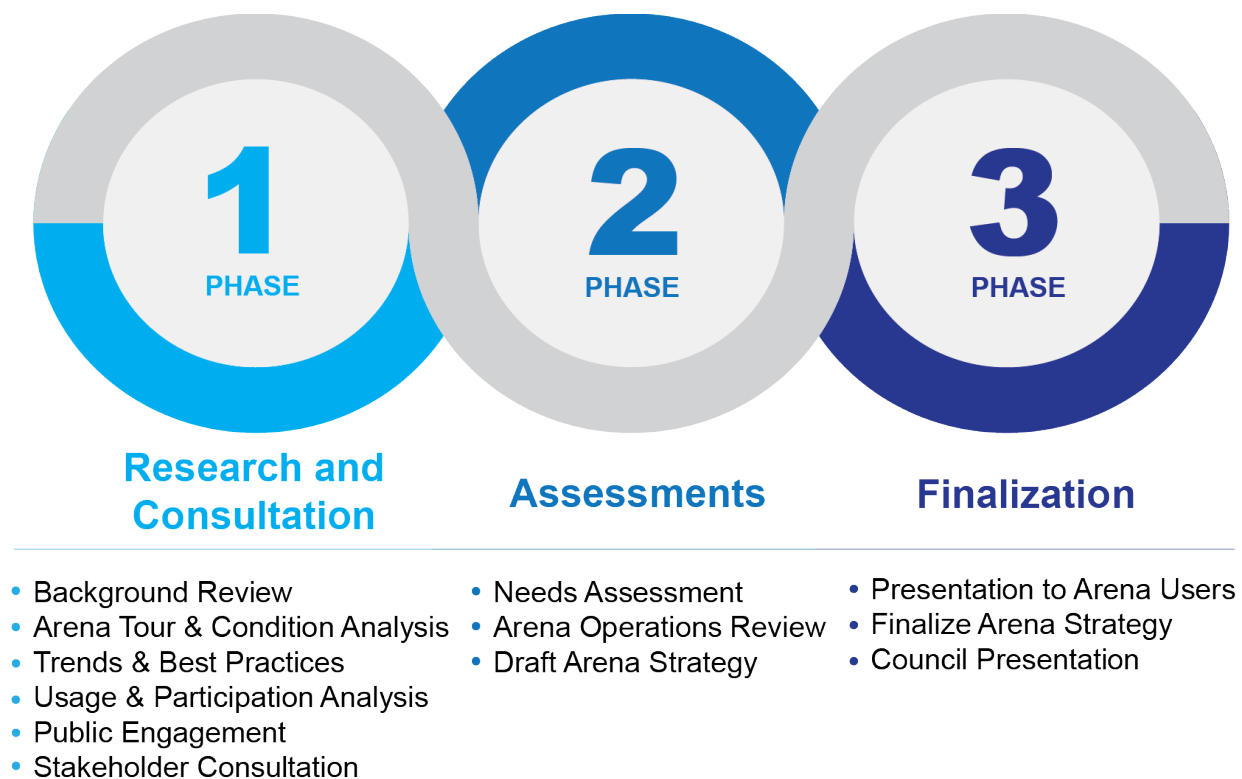 1
PHASE
2
PHASE
3
PHASE
Research and
Consultation
Assessments
Finalization
• Background Review
• Arena Tour & Condition Analysis
• Trends & Best Practices
• Usage & Participation Analysis
• Public Engagement
• Stakeholder Consultation
• Needs Assessment
• Arena Operations Review
• Draft Arena Strategy
• Presentation to Arena Users
• Finalize Arena Strategy
• Council Presentation